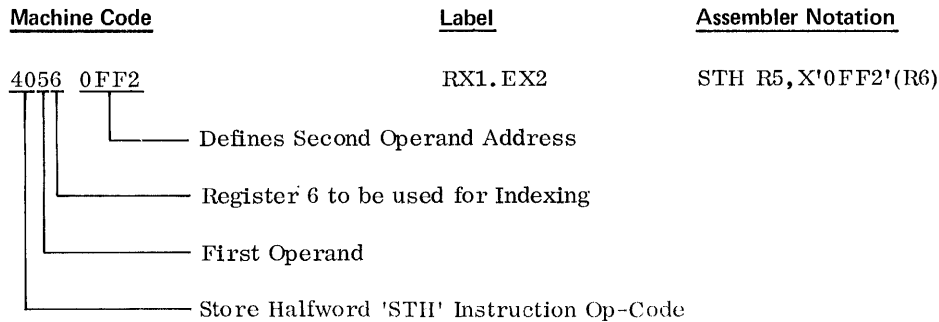 Machine Code Label Assembler Notation
4056 0FF2 RX1.EX2 STH R5,X'0FF2'(R6)
Defines Second Operand Address
Register 6 to be used for Indexing
First Operand
Store Halfword 'STH' Instruction Op-Code